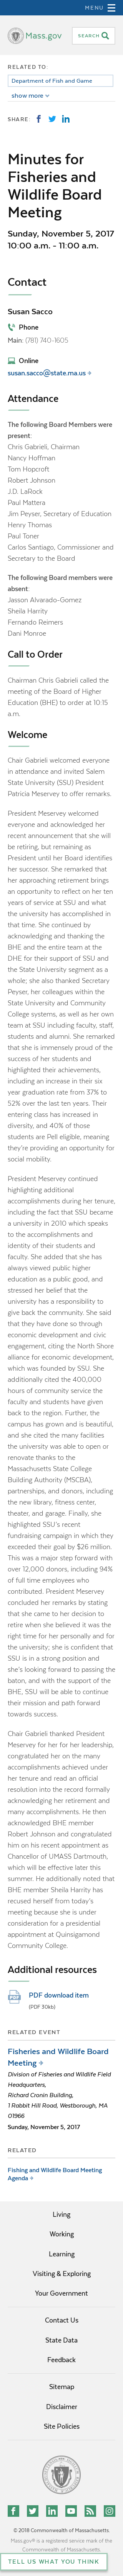 MENU
Mass.gov
SEARCH
RELATED TO:
Department of Fish and Game
show more
SHARE:
Minutes for
Fisheries and
Wildlife Board
Meeting
Sunday, November 5, 2017
10:00 a.m. - 11:00 a.m.
Contact
Susan Sacco
Phone
Main (781) 740-1605
Online
susan.sacco@state.ma.us
Attendance
The following Board Members were
present:
Chris Gabrieli, Chairman
Nancy Hoffman
Tom Hopcroft
Robert Johnson
J.D. LaRock
Paul Mattera
Jim Peyser, Secretary of Education
Henry Thomas
Paul Toner
Carlos Santiago, Commissioner and
Secretary to the Board
The following Board members were
absent:
Jasson Alvarado-Gomez
Sheila Harrity
Fernando Reimers
Dani Monroe
Call to Order
Chairman Chris Gabrieli called the
meeting of the Board of Higher
Education (BHE) to order at 10:15
a.m.
Welcome
Chair Gabrieli welcomed everyone
in attendance and invited Salem
State University (SSU) President
Patricia Meservey to offer remarks.
President Meservey welcomed
everyone and acknowledged her
recent announcement that she will
be retiring, but remaining as
President until her Board identifies
her successor. She remarked that
her approaching retirement brings
an opportunity to reflect on her ten
years of service, and it has been an
honor to do that. She continued by
acknowledging and thanking the
BHE and the entire team at the
DHE for their support of SSU and
the State University segment as a
whole; she also thanked Secretary
Peyser, her colleagues within the
State University and Community
College systems, as well as her own
team at SSU including faculty, staff,
students and alumni. She remarked
that she is immensely proud of the
success of her students, and
highlighted their achievements,
including an increase in their six
year graduation rate from 37% to
52% over the last ten years. Their
entering class has increased in
diversity, and 40% of those
students are Pell eligible, meaning
they're providing an opportunity for
social mobility.
President Meservey continued
highlighting additional
accomplishments during her tenure,
including the fact that SSU became
a university in 2010 which speaks
to the outcomes and actions of
students and faculty. She added that she has
always viewed public higher
education as a public good, and
stressed her belief that the
university has a responsibility to
give back to the community. She said
that they have done so through
service, academic work and civic
engagement, citing the North Shore
alliance for economic development,
which was founded by SSU. She
additionally cited the 400,000
hours of community service the
faculty and students have given
back to the region. Further, the
campus has grown and is beautiful,
and she cited the many facilities
the university was able to open or
renovate, thanks to the
Massachusetts State College
Building Authority (MSCBA),
partnerships, and donors, including
the new library, fitness center,
theater, and garage. Finally, she
highlighted SSU's recent
fundraising campaign in which they
exceeded their goal by $26 million.
This was a major step forward with
over 12,000 donors, including (94%)
full time employees who
contributed. President Meservey
concluded her remarks by stating
that she came to her decision to
retire when she believed it was the
right time for her personally and
for the university. She is confident
SSU is in a strong position and
she's looking forward to passing on
the baton. With the support of the
BHE, SSU will be able to continue
their mission and path forward
towards success.
Chair Gabrieli thanked President
Meservey for her for her leadership,
congratulated her on the many
accomplishments achieved under
her tenure and read an official
resolution into the record formally
acknowledging her retirement and
many accomplishments. He then
acknowledged BHE member
Robert Johnson and congratulated
him on his recent appointment as
Chancellor of UMASS Dartmouth,
which will be effective later this
summer. He additionally noted that
BHE member Sheila Harrity has
recused herself from today's
meeting since she is under
consideration for a presidential
appointment at Quinsigamond
Community College.
Additional resources
PDF download item
(PDF 30kb)
RELATED EVENT
Fisheries and Wildlife Board
Meeting
Division of Fisheries and Wildlife Field
Headquarters,
Richard Cronin Building,
1 Rabbit Hill Road, Westborough, MA
01966
Sunday, November 5, 2017
RELATED
Fishing and Wildlife Board Meeting
Agenda
Living
Working
Learning
Visiting & Exploring
Your Government
Contact Us
State Data
Feedback
Sitemap
Disclaimer
Site Policies
© 2018 Commonwealth of Massachusetts.
Mass.gov® is a registered service mark of the
Commonwealth of Massachusetts.
TELL US WHAT YOU THINK